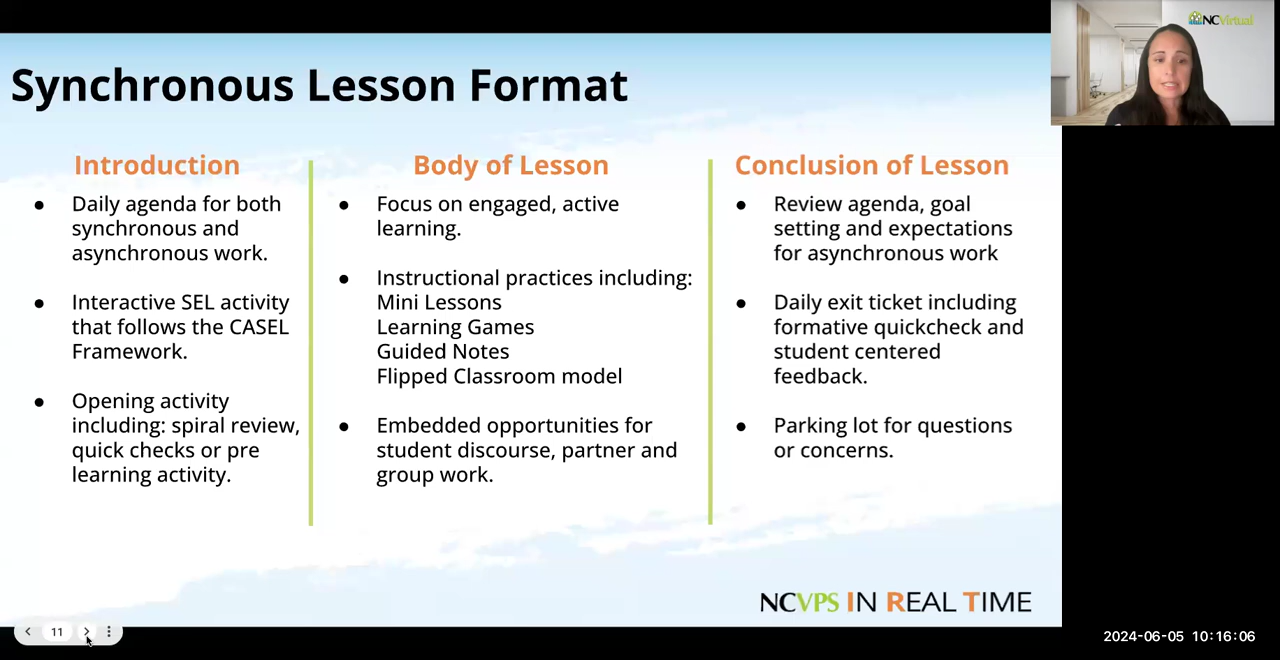 Synchronous Lesson Format
Introduction
● Daily agenda for both
synchronous and
asynchronous work.
● Interactive SEL activity
that follows the CASEL
Framework.
● Opening activity
including: spiral review,
quick checks or pre
learning activity.
Body of Lesson
● Focus on engaged, active
learning.
● Instructional practices including:
Mini Lessons
Learning Games
Guided Notes
Flipped Classroom model
● Embedded opportunities for
student discourse, partner and
group work.
Conclusion of Lesson
● Review agenda, goal
setting and expectations
for asynchronous work
● Daily exit ticket including
formative quickcheck and
student centered
feedback.
● Parking lot for questions
or concerns.
NCVPS IN REAL TIME
NCVirtual
11
2024-06-05 10:16:06